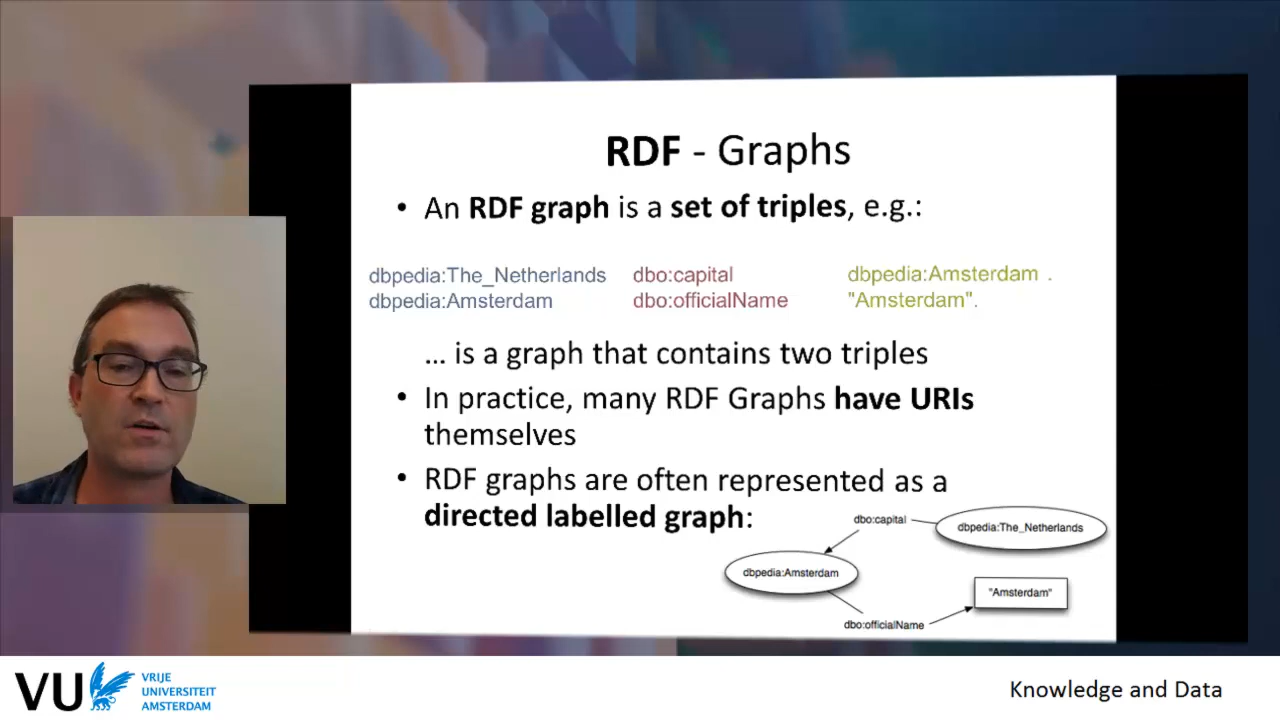 RDF - Graphs
• An RDF graph is a set of triples, e.g.:
dbpedia:The_Netherlands dbo:capital dbpedia:Amsterdam .
dbpedia:Amsterdam dbo:officialName "Amsterdam".
... is a graph that contains two triples
• In practice, many RDF Graphs have URIs
themselves
• RDF graphs are often represented as a
directed labelled graph:
dbo:capital
dbpedia:The_Netherlands
dbpedia:Amsterdam
"Amsterdam"
dbo:officialName
VU
VRIJE
UNIVERSITEIT
AMSTERDAM
Knowledge and Data